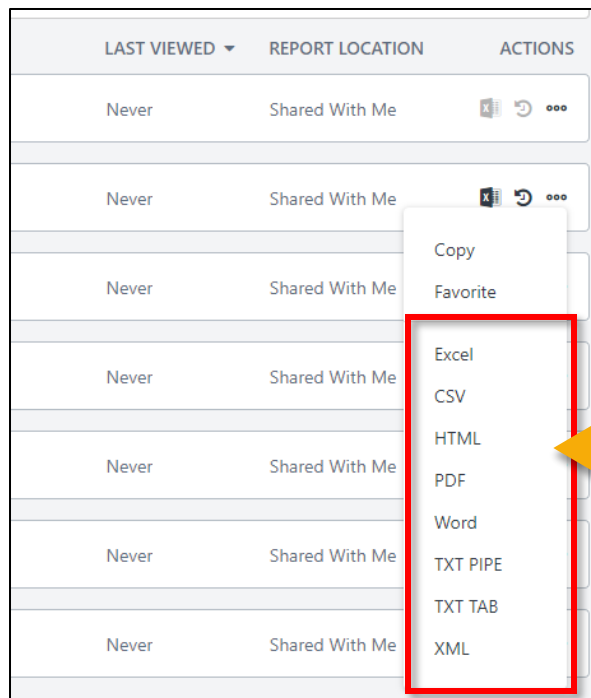 LAST VIEWED REPORT LOCATION ACTIONS
Never Shared With Me
Never Shared With Me
Copy
Never Shared With Me
Favorite
Excel
Never Shared With Me
CSV
HTML
Never Shared With Me
PDF
Word
Never Shared With Me
TXT PIPE
TXT TAB
Never Shared With Me
XML